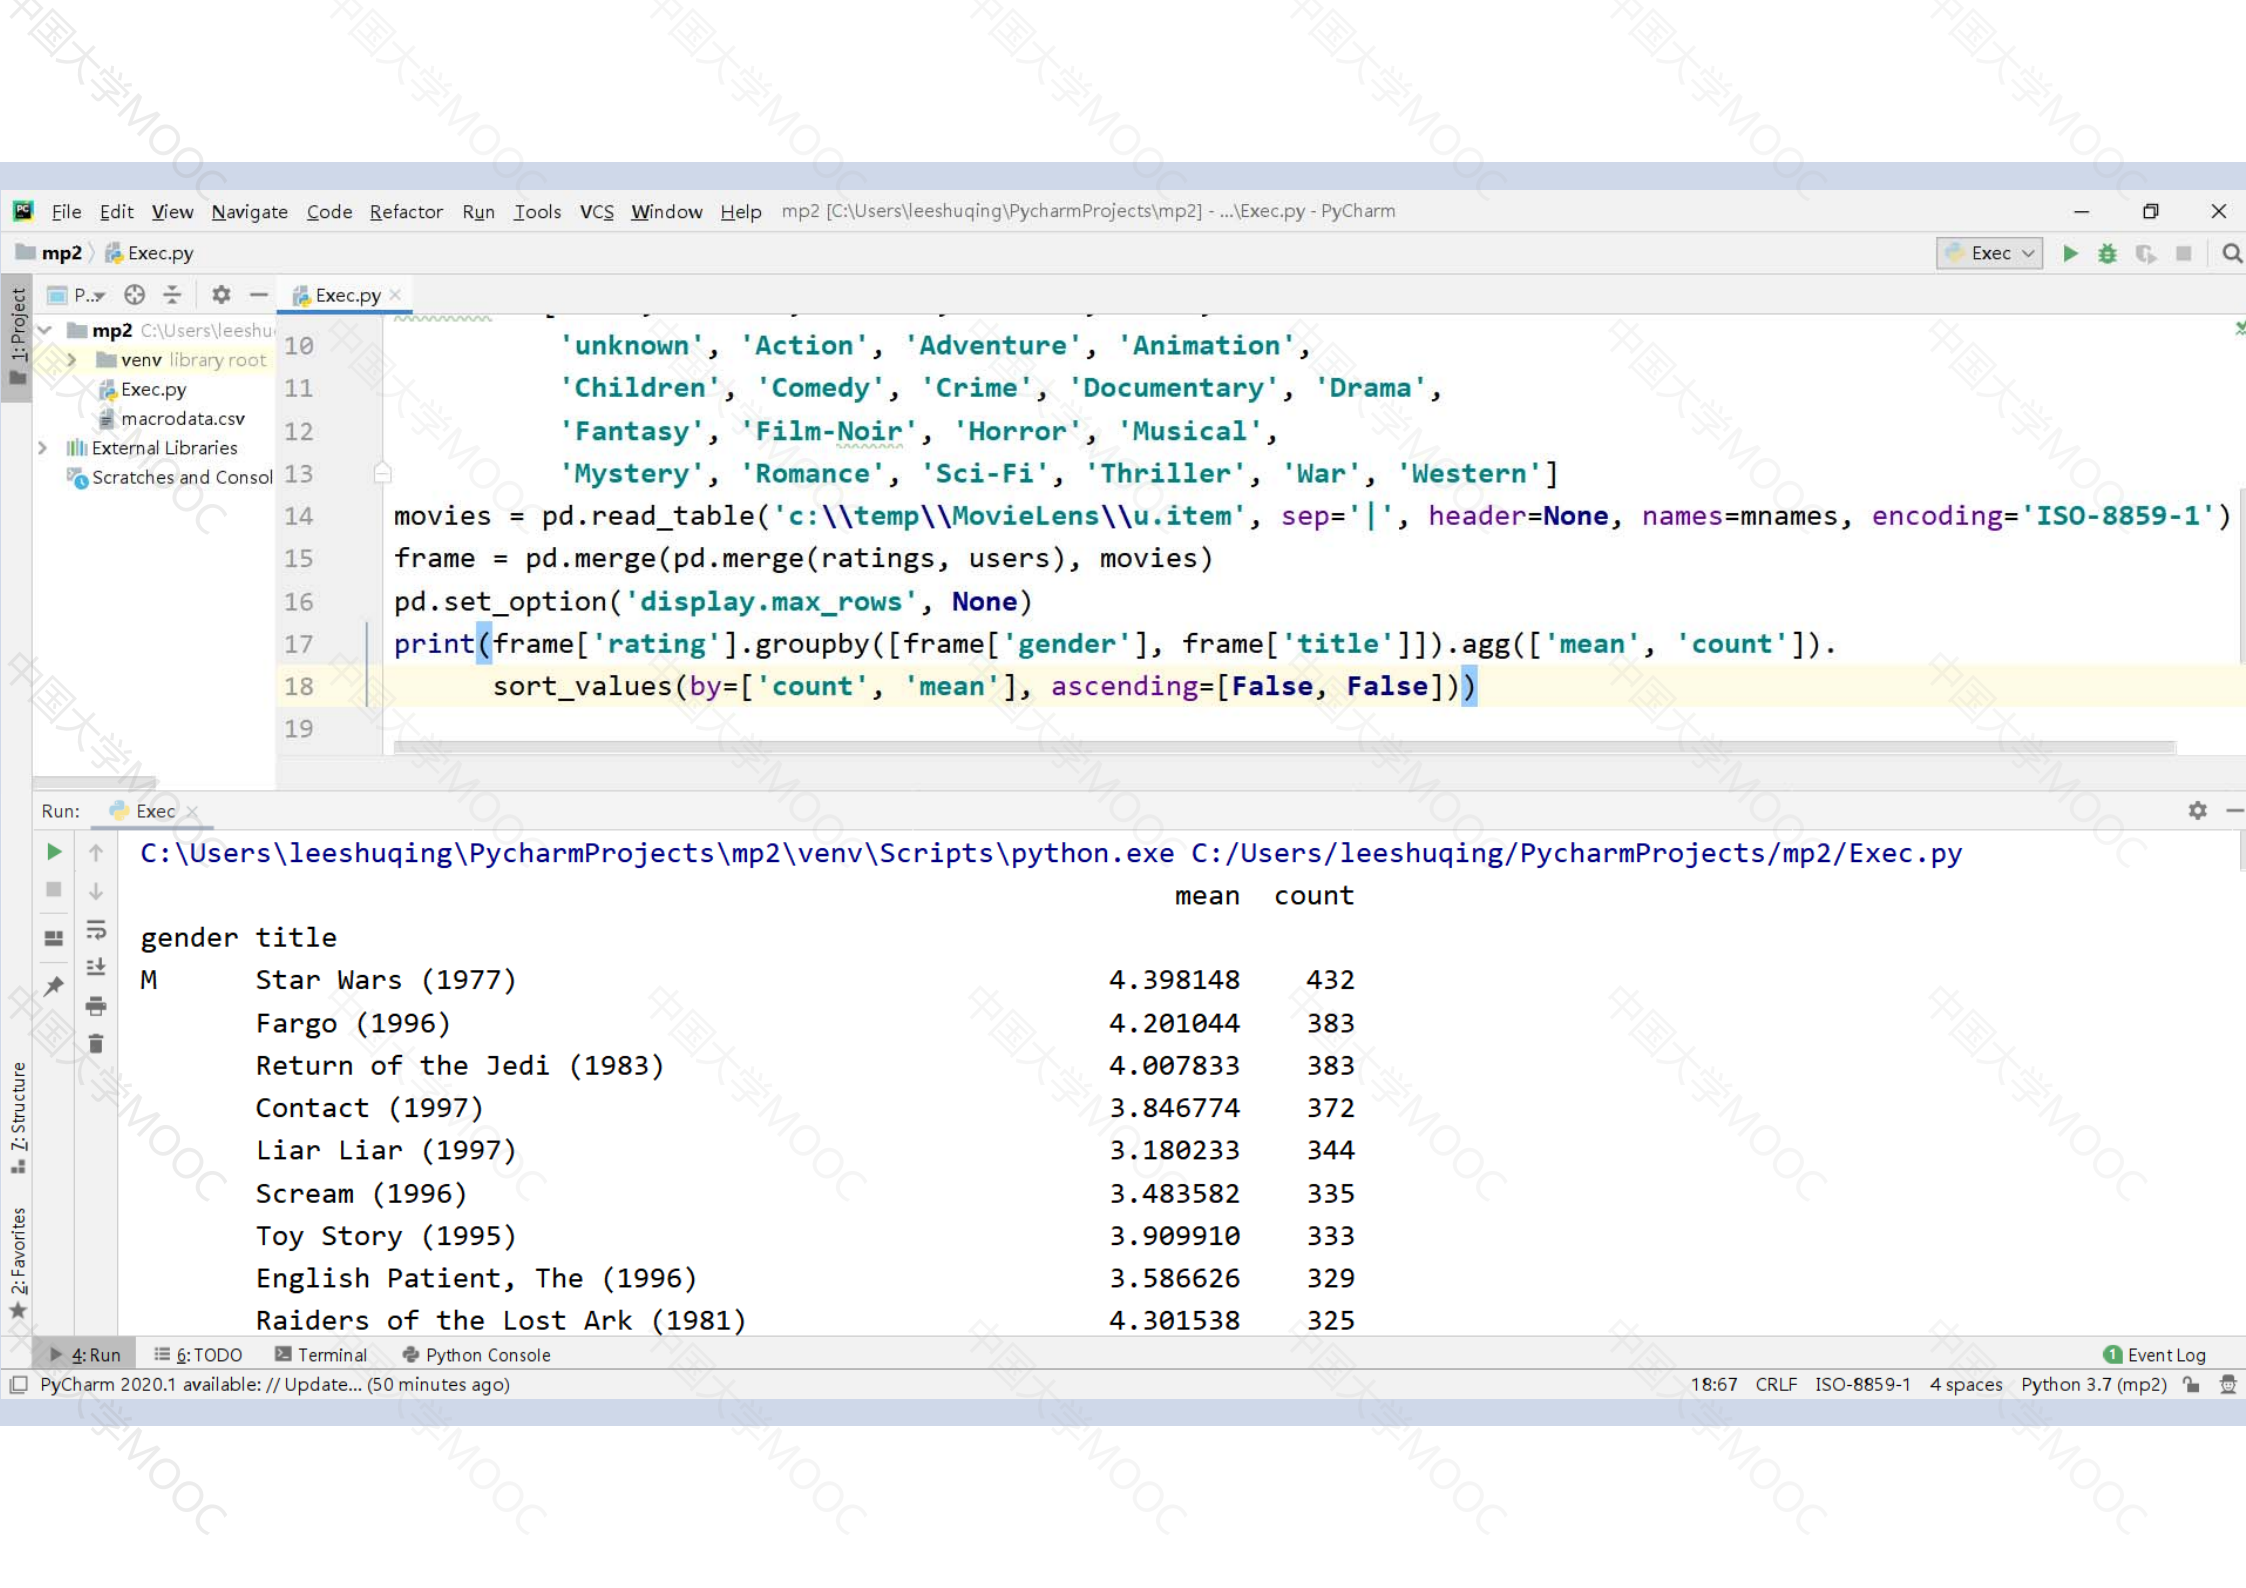 File Edit View Navigate Code Refactor Run Tools VCS Window Help mp2 [C:\Users\leeshuqing\PycharmProjects\mp2] - ...\Exec.py - PyCharm
mp2 Exec.py Exec
P... Exec.py
1: Project
mp2 C:\Users\leeshu
venv library root
Exec.py
macrodata.csv
External Libraries
Scratches and Consol
10 'unknown', 'Action', 'Adventure', 'Animation',
11 'Children', 'Comedy', 'Crime', 'Documentary', 'Drama',
12 'Fantasy', 'Film-Noir', 'Horror', 'Musical',
13 'Mystery', 'Romance', 'Sci-Fi', 'Thriller', 'War', 'Western']
14 movies = pd.read_table('c:\\temp\\MovieLens\\u.item', sep='|', header=None, names=mnames, encoding='ISO-8859-1')
15 frame = pd.merge(pd.merge(ratings, users), movies)
16 pd.set_option('display.max_rows', None)
17 print(frame['rating'].groupby([frame['gender'], frame['title']]).agg(['mean', 'count']).
18 sort_values(by=['count', 'mean'], ascending=[False, False]))
19
Run: Exec
C:\Users\leeshuqing\PycharmProjects\mp2\venv\Scripts\python.exe C:/Users/leeshuqing/PycharmProjects/mp2/Exec.py
mean count
gender title
M Star Wars (1977) 4.398148 432
Fargo (1996) 4.201044 383
Return of the Jedi (1983) 4.007833 383
Contact (1997) 3.846774 372
Liar Liar (1997) 3.180233 344
Scream (1996) 3.483582 335
Toy Story (1995) 3.909910 333
English Patient, The (1996) 3.586626 329
Raiders of the Lost Ark (1981) 4.301538 325
7: Structure
2: Favorites
4: Run 6: TODO Terminal Python Console 1 Event Log
PyCharm 2020.1 available: // Update... (50 minutes ago) 18:67 CRLF ISO-8859-1 4 spaces Python 3.7 (mp2)
中国大学MOOC